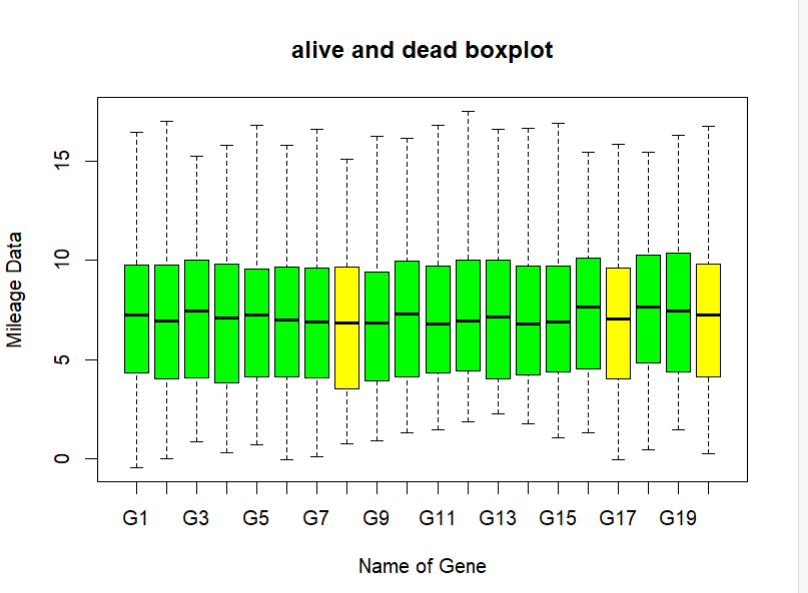 alive and dead boxplot
Mileage Data
15
10
5
0
G1 G3 G5 G7 G9 G11 G13 G15 G17 G19
Name of Gene